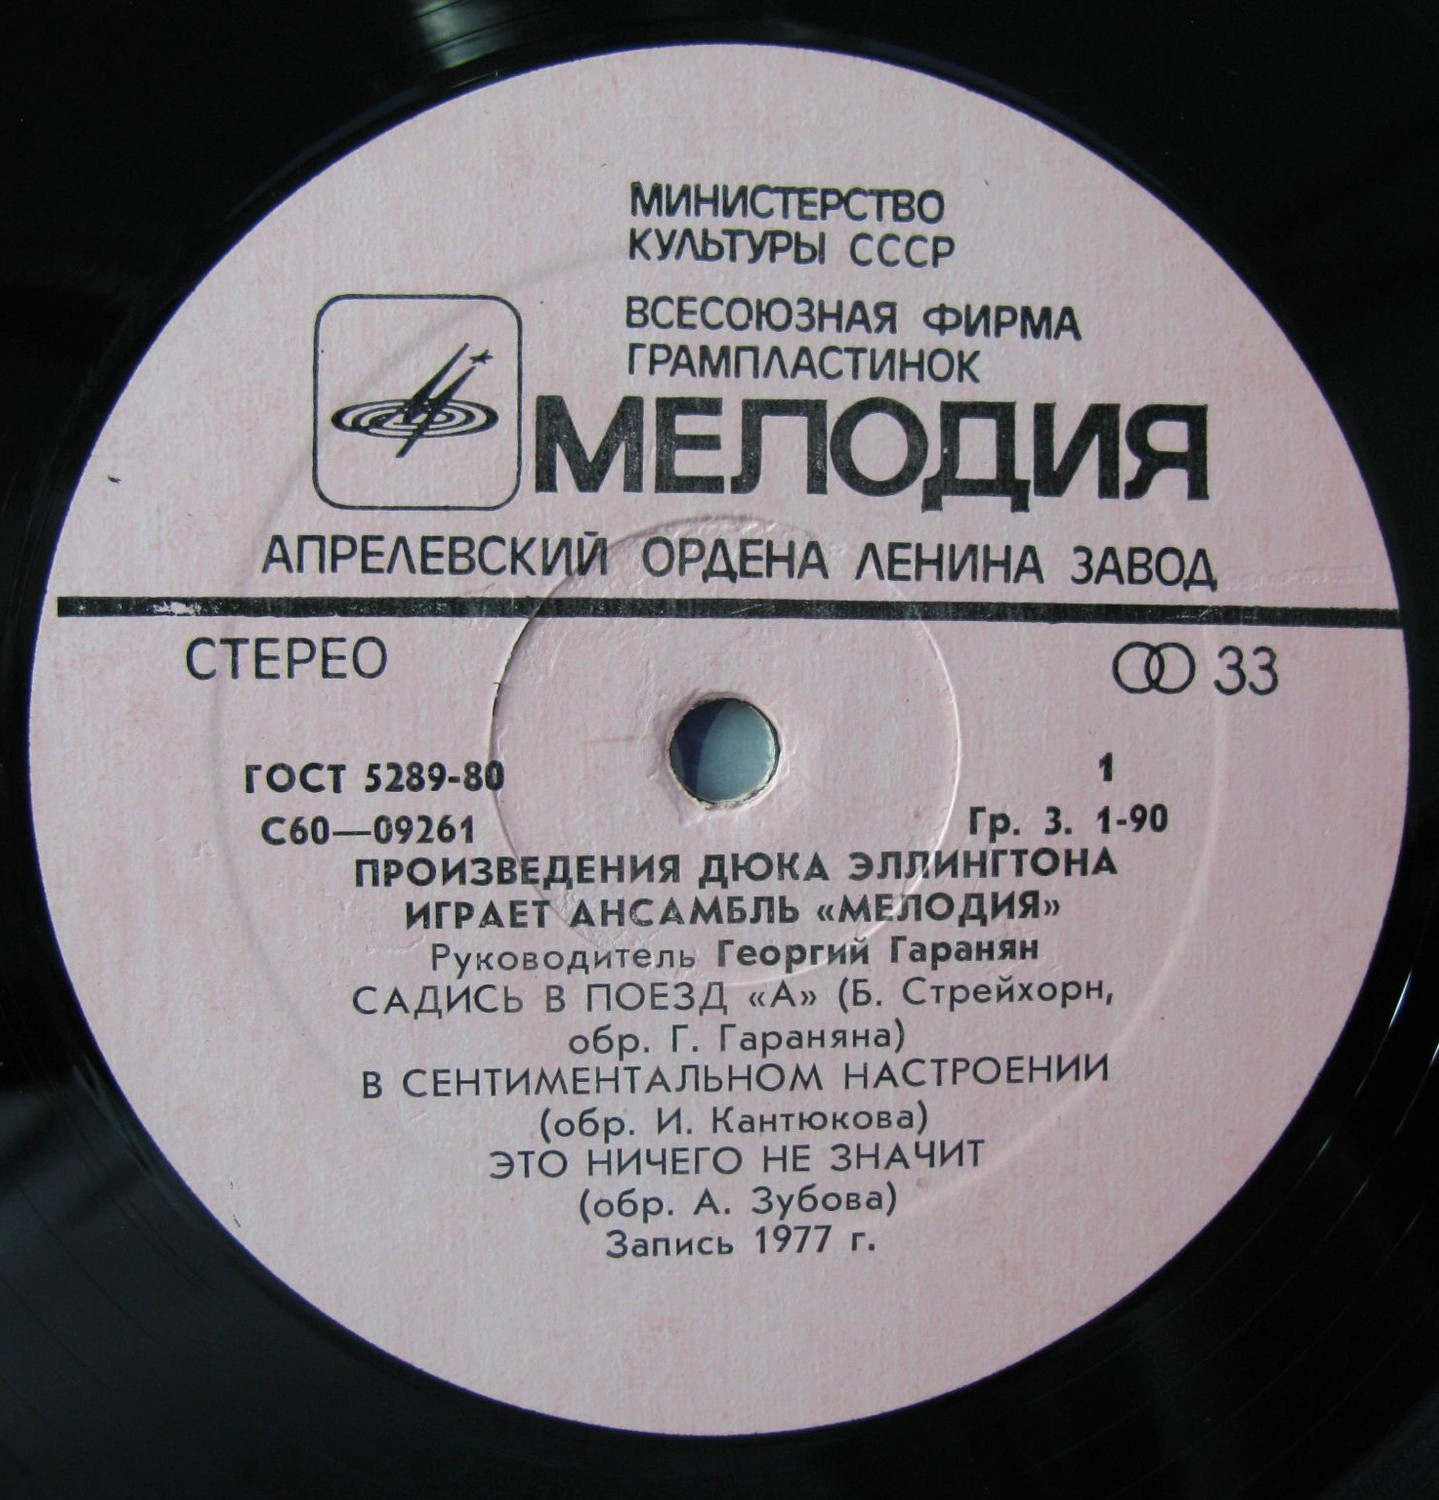 МИНИСТЕРСТВО
КУЛЬТУРЫ СССР
ВСЕСОЮЗНАЯ ФИРМА
ГРАМПЛАСТИНОК
МЕЛОДИЯ
АПРЕЛЕВСКИЙ ОРДЕНА ЛЕНИНА ЗАВОД
СТЕРЕО 33
ГОСТ 5289-80 1
С60—09261 Гр. 3. 1-90
ПРОИЗВЕДЕНИЯ ДЮКА ЭЛЛИНГТОНА
ИГРАЕТ АНСАМБЛЬ «МЕЛОДИЯ»
Руководитель Георгий Гаранян
САДИСЬ В ПОЕЗД «А» (Б. Стрейхорн,
обр. Г. Гараняна)
В СЕНТИМЕНТАЛЬНОМ НАСТРОЕНИИ
(обр. И. Кантюкова)
ЭТО НИЧЕГО НЕ ЗНАЧИТ
(обр. А. Зубова)
Запись 1977 г.